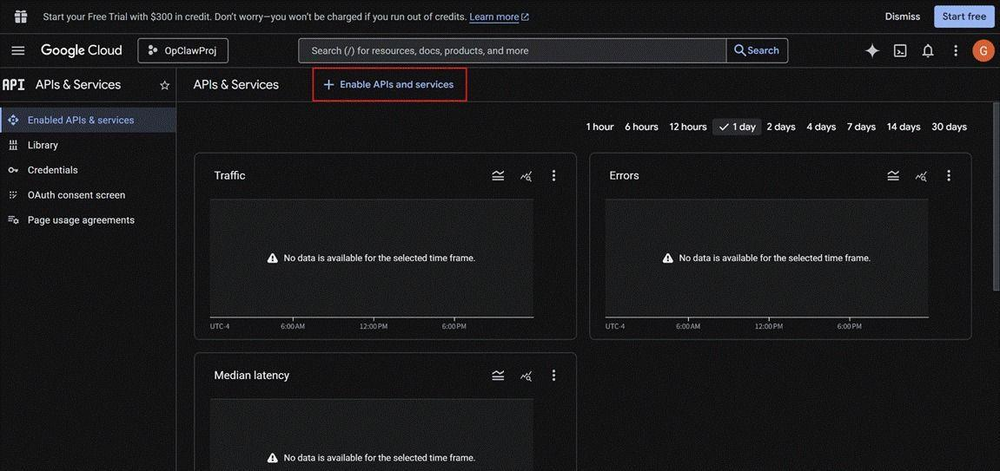 Start your Free Trial with $300 in credit. Don't worry—you won't be charged if you run out of credits. Learn more
Dismiss
Start free
Google Cloud
OpClawProj
Search (/) for resources, docs, products, and more
Search
G
API APIs & Services
APIs & Services
Enable APIs and services
Enabled APIs & services
Library
Credentials
OAuth consent screen
Page usage agreements
1 hour 6 hours 12 hours 1 day 2 days 4 days 7 days 14 days 30 days
Traffic
No data is available for the selected time frame.
UTC-4 6:00 AM 12:00 PM 6:00 PM
Errors
No data is available for the selected time frame.
UTC-4 6:00 AM 12:00 PM 6:00 PM
Median latency
No data is available for the selected time frame.